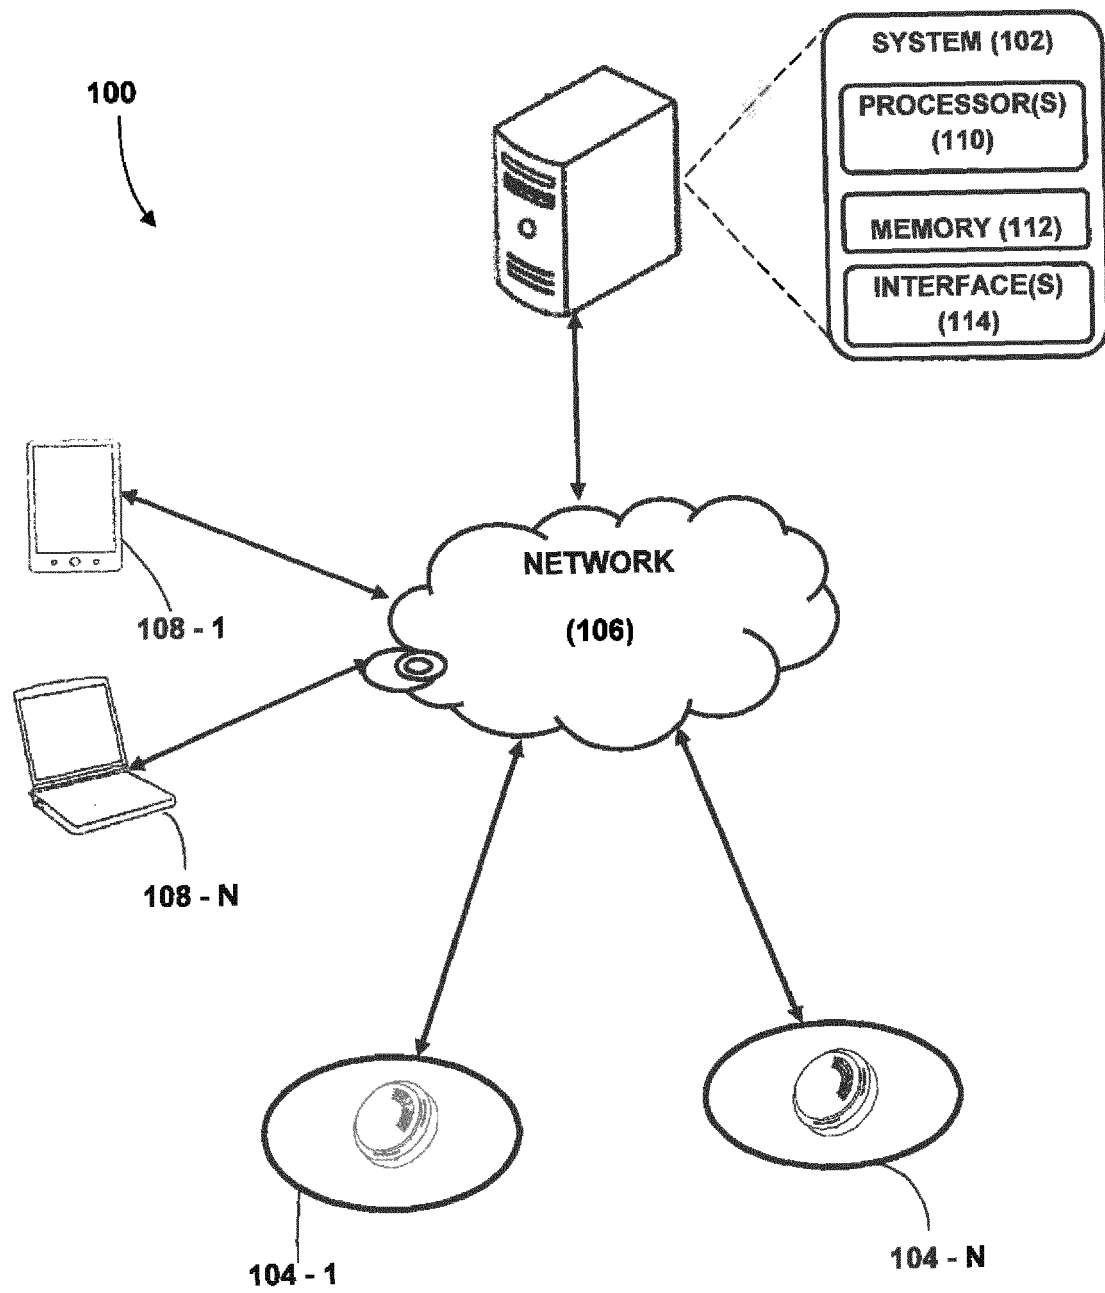 SYSTEM (102)
100
PROCESSOR(S)
(110)
MEMORY (112)
INTERFACE(S)
(114)
NETWORK
(106)
108 - 1
108 - N
104 - N
104 - 1